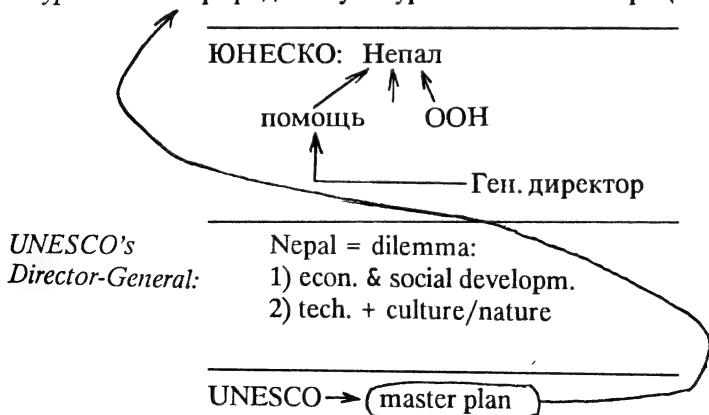 ЮНЕСКО: Непал
помощь ООН
Ген. директор
UNESCO's Nepal = dilemma:
Director-General: 1) econ. & social developm.
2) tech. + culture/nature
UNESCO → master plan